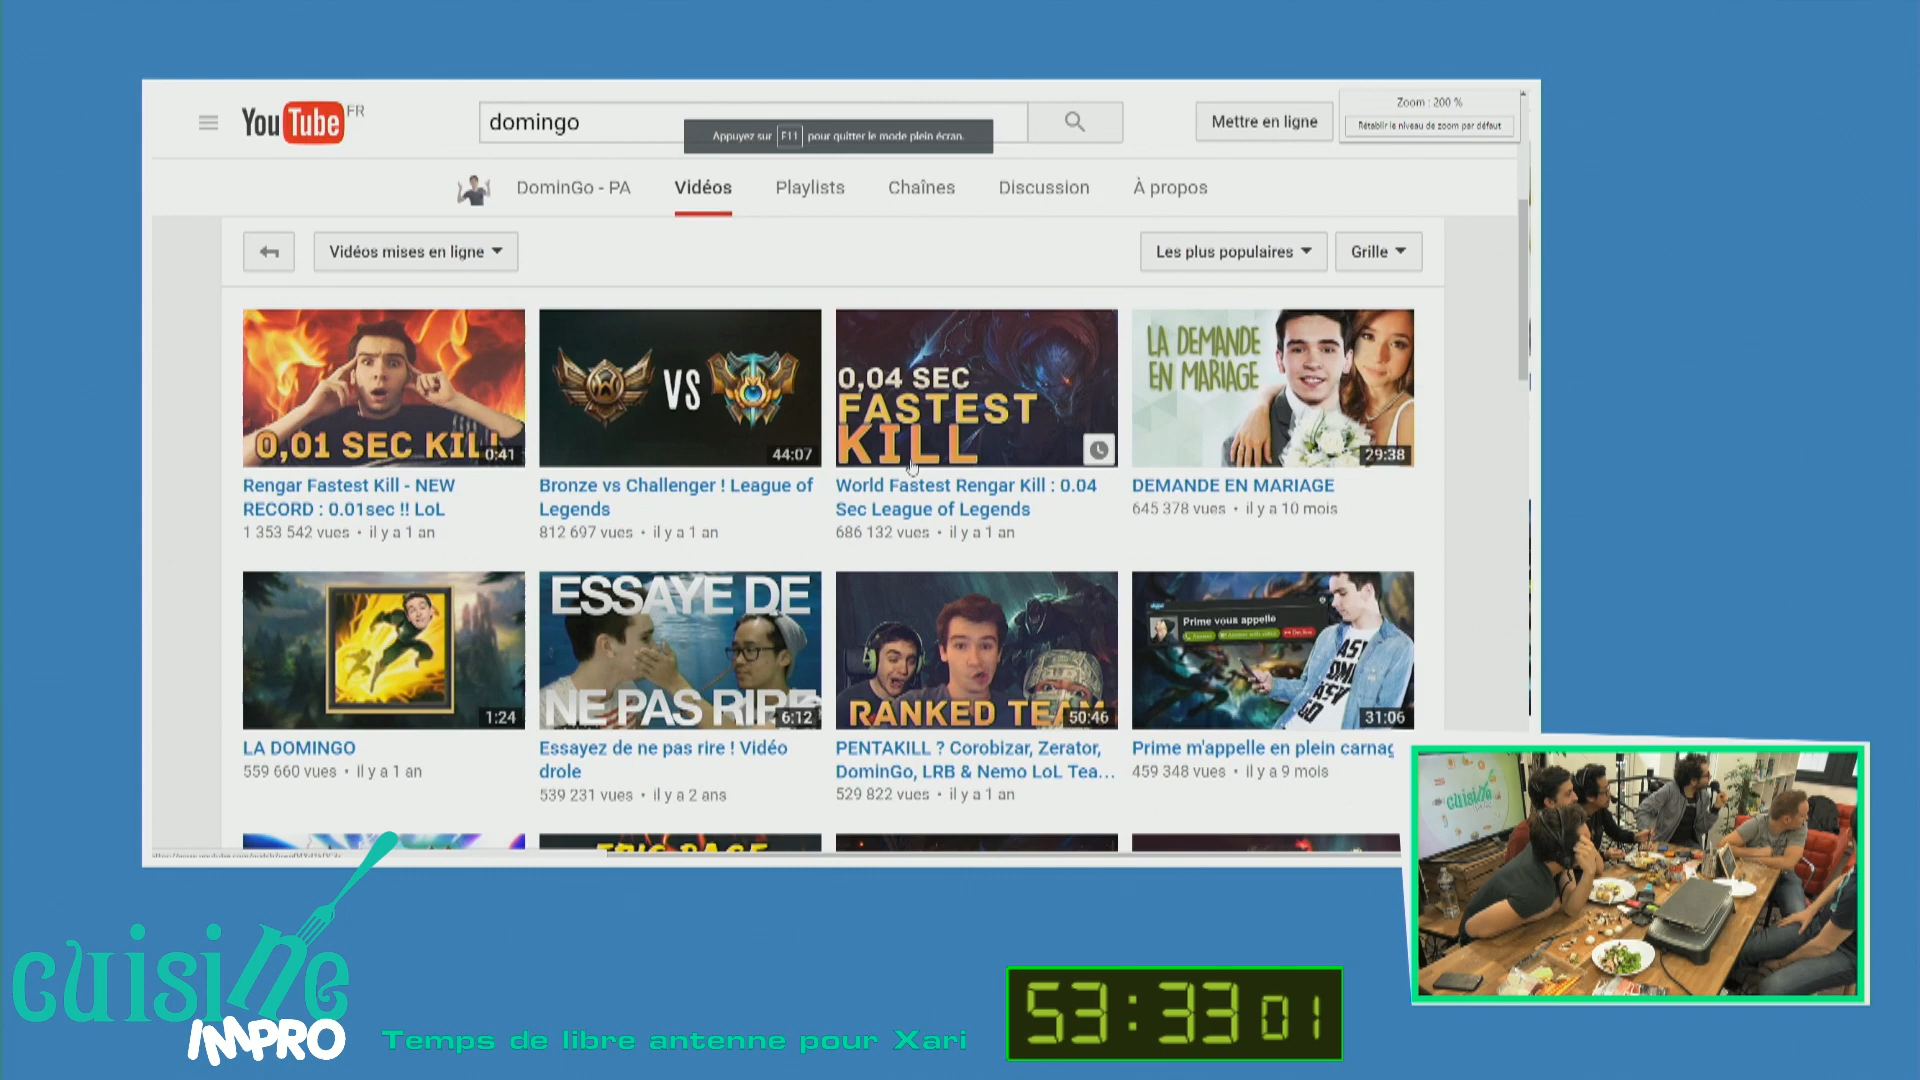 YouTube FR
domingo
Mettre en ligne
Zoom : 200 %
Rétablir le niveau de zoom par défaut
Appuyez sur F11 pour quitter le mode plein écran.
DominGo - PA
Vidéos
Playlists
Chaînes
Discussion
À propos
Vidéos mises en ligne
Les plus populaires
Grille
0,01 SEC KILL
0:41
VS
44:07
0,04 SEC
FASTEST
KILL
LA DEMANDE
EN MARIAGE
29:38
Rengar Fastest Kill - NEW
RECORD : 0.01sec !! LoL
1 353 542 vues • il y a 1 an
Bronze vs Challenger ! League of
Legends
812 697 vues • il y a 1 an
World Fastest Rengar Kill : 0.04
Sec League of Legends
686 132 vues • il y a 1 an
DEMANDE EN MARIAGE
645 378 vues • il y a 10 mois
1:24
ESSAYE DE
NE PAS RIRE
6:12
RANKED TEAM
50:46
Prime vous appelle
31:06
LA DOMINGO
559 660 vues • il y a 1 an
Essayez de ne pas rire ! Vidéo
drole
539 231 vues • il y a 2 ans
PENTAKILL ? Corobizar, Zerator,
DominGo, LRB & Nemo LoL Tea...
529 822 vues • il y a 1 an
Prime m'appelle en plein carnag
459 348 vues • il y a 9 mois
cuisine
IMPRO
Temps de libre antenne pour Xari
53:33 01
cuisine